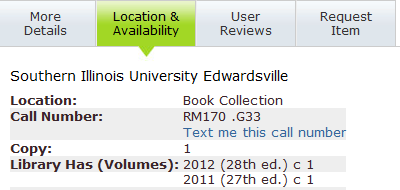 More Details
Location & Availability
User Reviews
Request Item
Southern Illinois University Edwardsville
Location: Book Collection
Call Number: RM170 .G33
Text me this call number
Copy: 1
Library Has (Volumes): 2012 (28th ed.) c 1
2011 (27th ed.) c 1